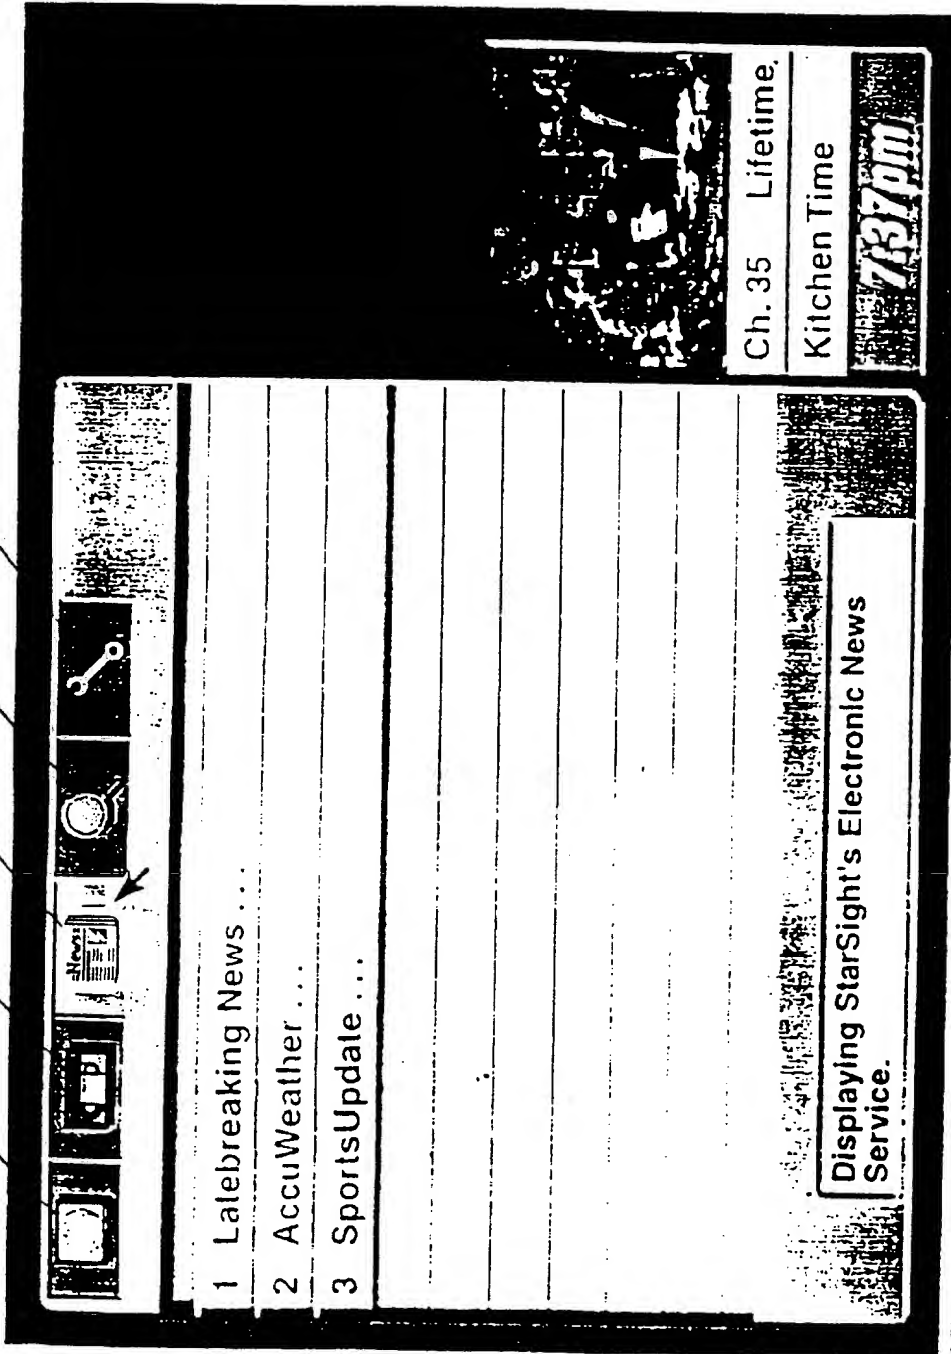 News
1 Latebreaking News...
2 AccuWeather...
3 SportsUpdate...
Displaying StarSight's Electronic News
Service.
Ch. 35 Lifetime
Kitchen Time
7:37pm